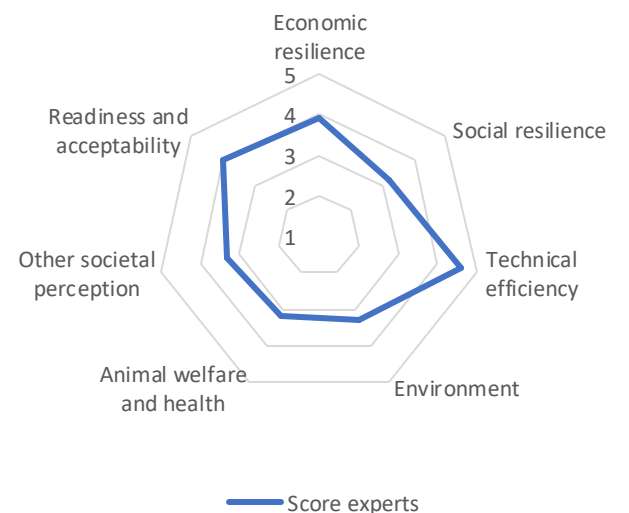 Economic
resilience
5
4
3
2
1
Readiness and
acceptability
Social resilience
Other societal
perception
Technical
efficiency
Animal welfare
and health
Environment
Score experts